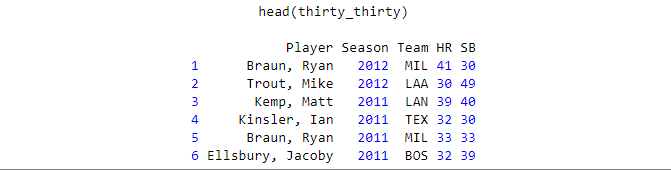 head(thirty_thirty)
Player Season Team HR SB
1 Braun, Ryan 2012 MIL 41 30
2 Trout, Mike 2012 LAA 30 49
3 Kemp, Matt 2011 LAN 39 40
4 Kinsler, Ian 2011 TEX 32 30
5 Braun, Ryan 2011 MIL 33 33
6 Ellsbury, Jacoby 2011 BOS 32 39